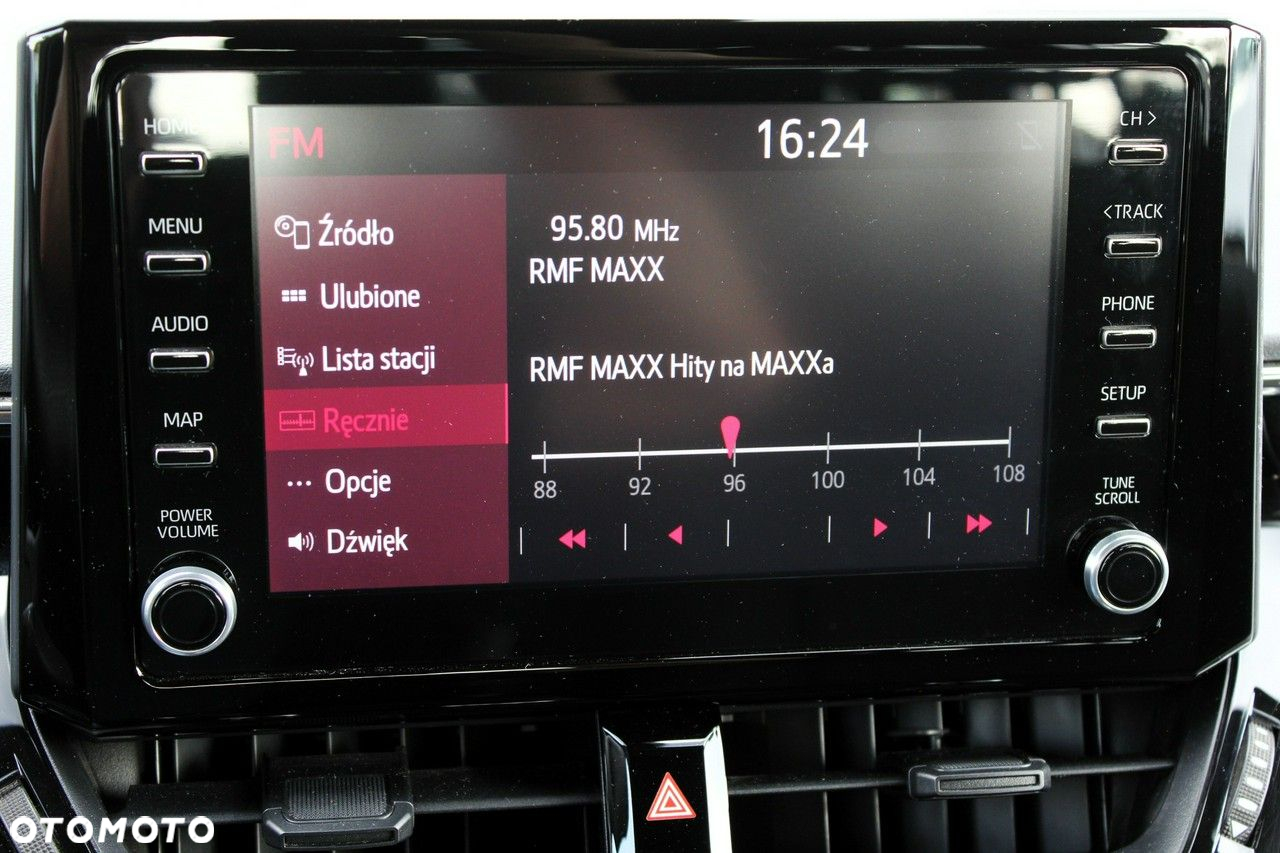 HOME
MENU
AUDIO
MAP
POWER
VOLUME
FM
16:24
Źródło
Ulubione
Lista stacji
Ręcznie
Opcje
Dźwięk
95.80 MHz
RMF MAXX
RMF MAXX Hity na MAXXa
88 92 96 100 104 108
CH >
< TRACK
PHONE
SETUP
TUNE
SCROLL
OTOMOTO